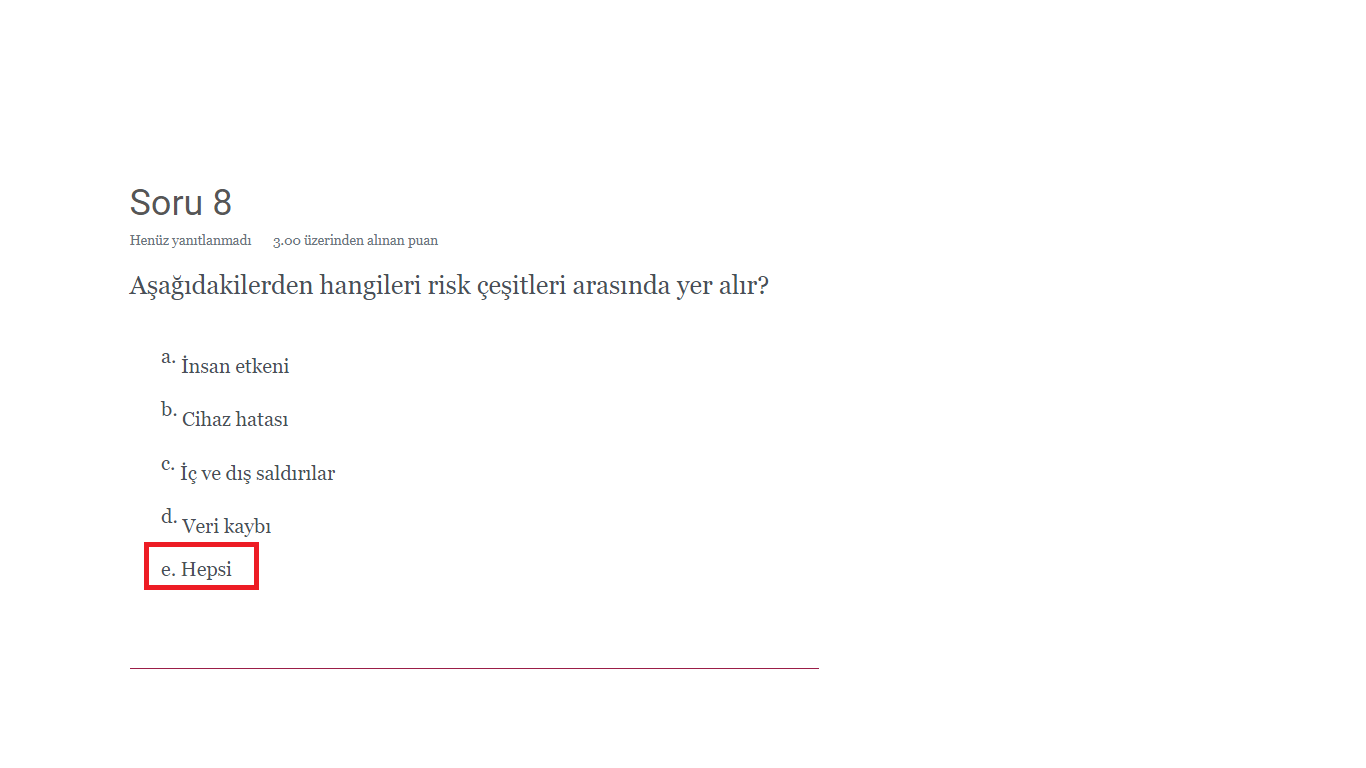 Soru 8
Henüz yanıtlanmadı 3.00 üzerinden alınan puan
Aşağıdakilerden hangileri risk çeşitleri arasında yer alır?
a. İnsan etkeni
b. Cihaz hatası
c. İç ve dış saldırılar
d. Veri kaybı
e. Hepsi